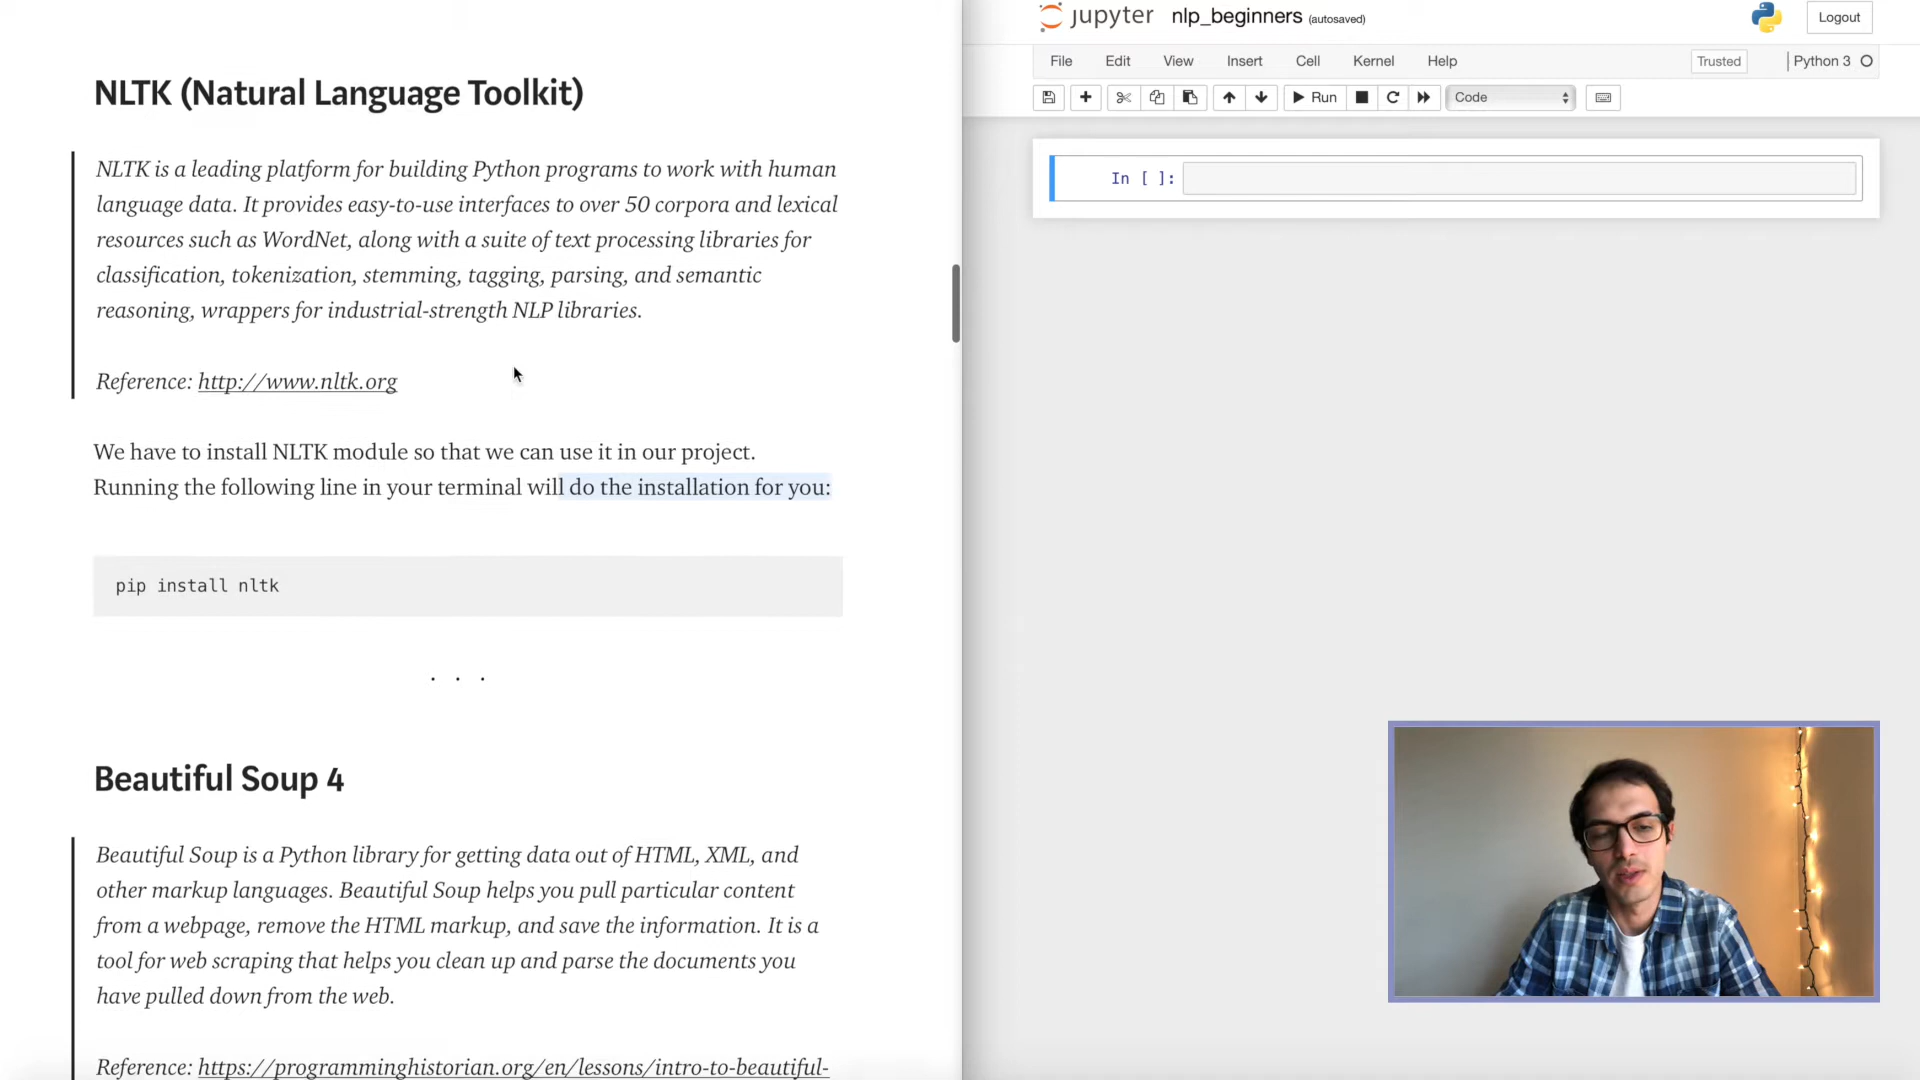 NLTK (Natural Language Toolkit)
NLTK is a leading platform for building Python programs to work with human
language data. It provides easy-to-use interfaces to over 50 corpora and lexical
resources such as WordNet, along with a suite of text processing libraries for
classification, tokenization, stemming, tagging, parsing, and semantic
reasoning, wrappers for industrial-strength NLP libraries.
Reference: http://www.nltk.org
We have to install NLTK module so that we can use it in our project.
Running the following line in your terminal will do the installation for you:
pip install nltk
. . .
Beautiful Soup 4
Beautiful Soup is a Python library for getting data out of HTML, XML, and
other markup languages. Beautiful Soup helps you pull particular content
from a webpage, remove the HTML markup, and save the information. It is a
tool for web scraping that helps you clean up and parse the documents you
have pulled down from the web.
Reference: https://programminghistorian.org/en/lessons/intro-to-beautiful-
jupyter nlp_beginners (autosaved)
Logout
File Edit View Insert Cell Kernel Help
Trusted
Python 3
Run
Code
In [ ]: